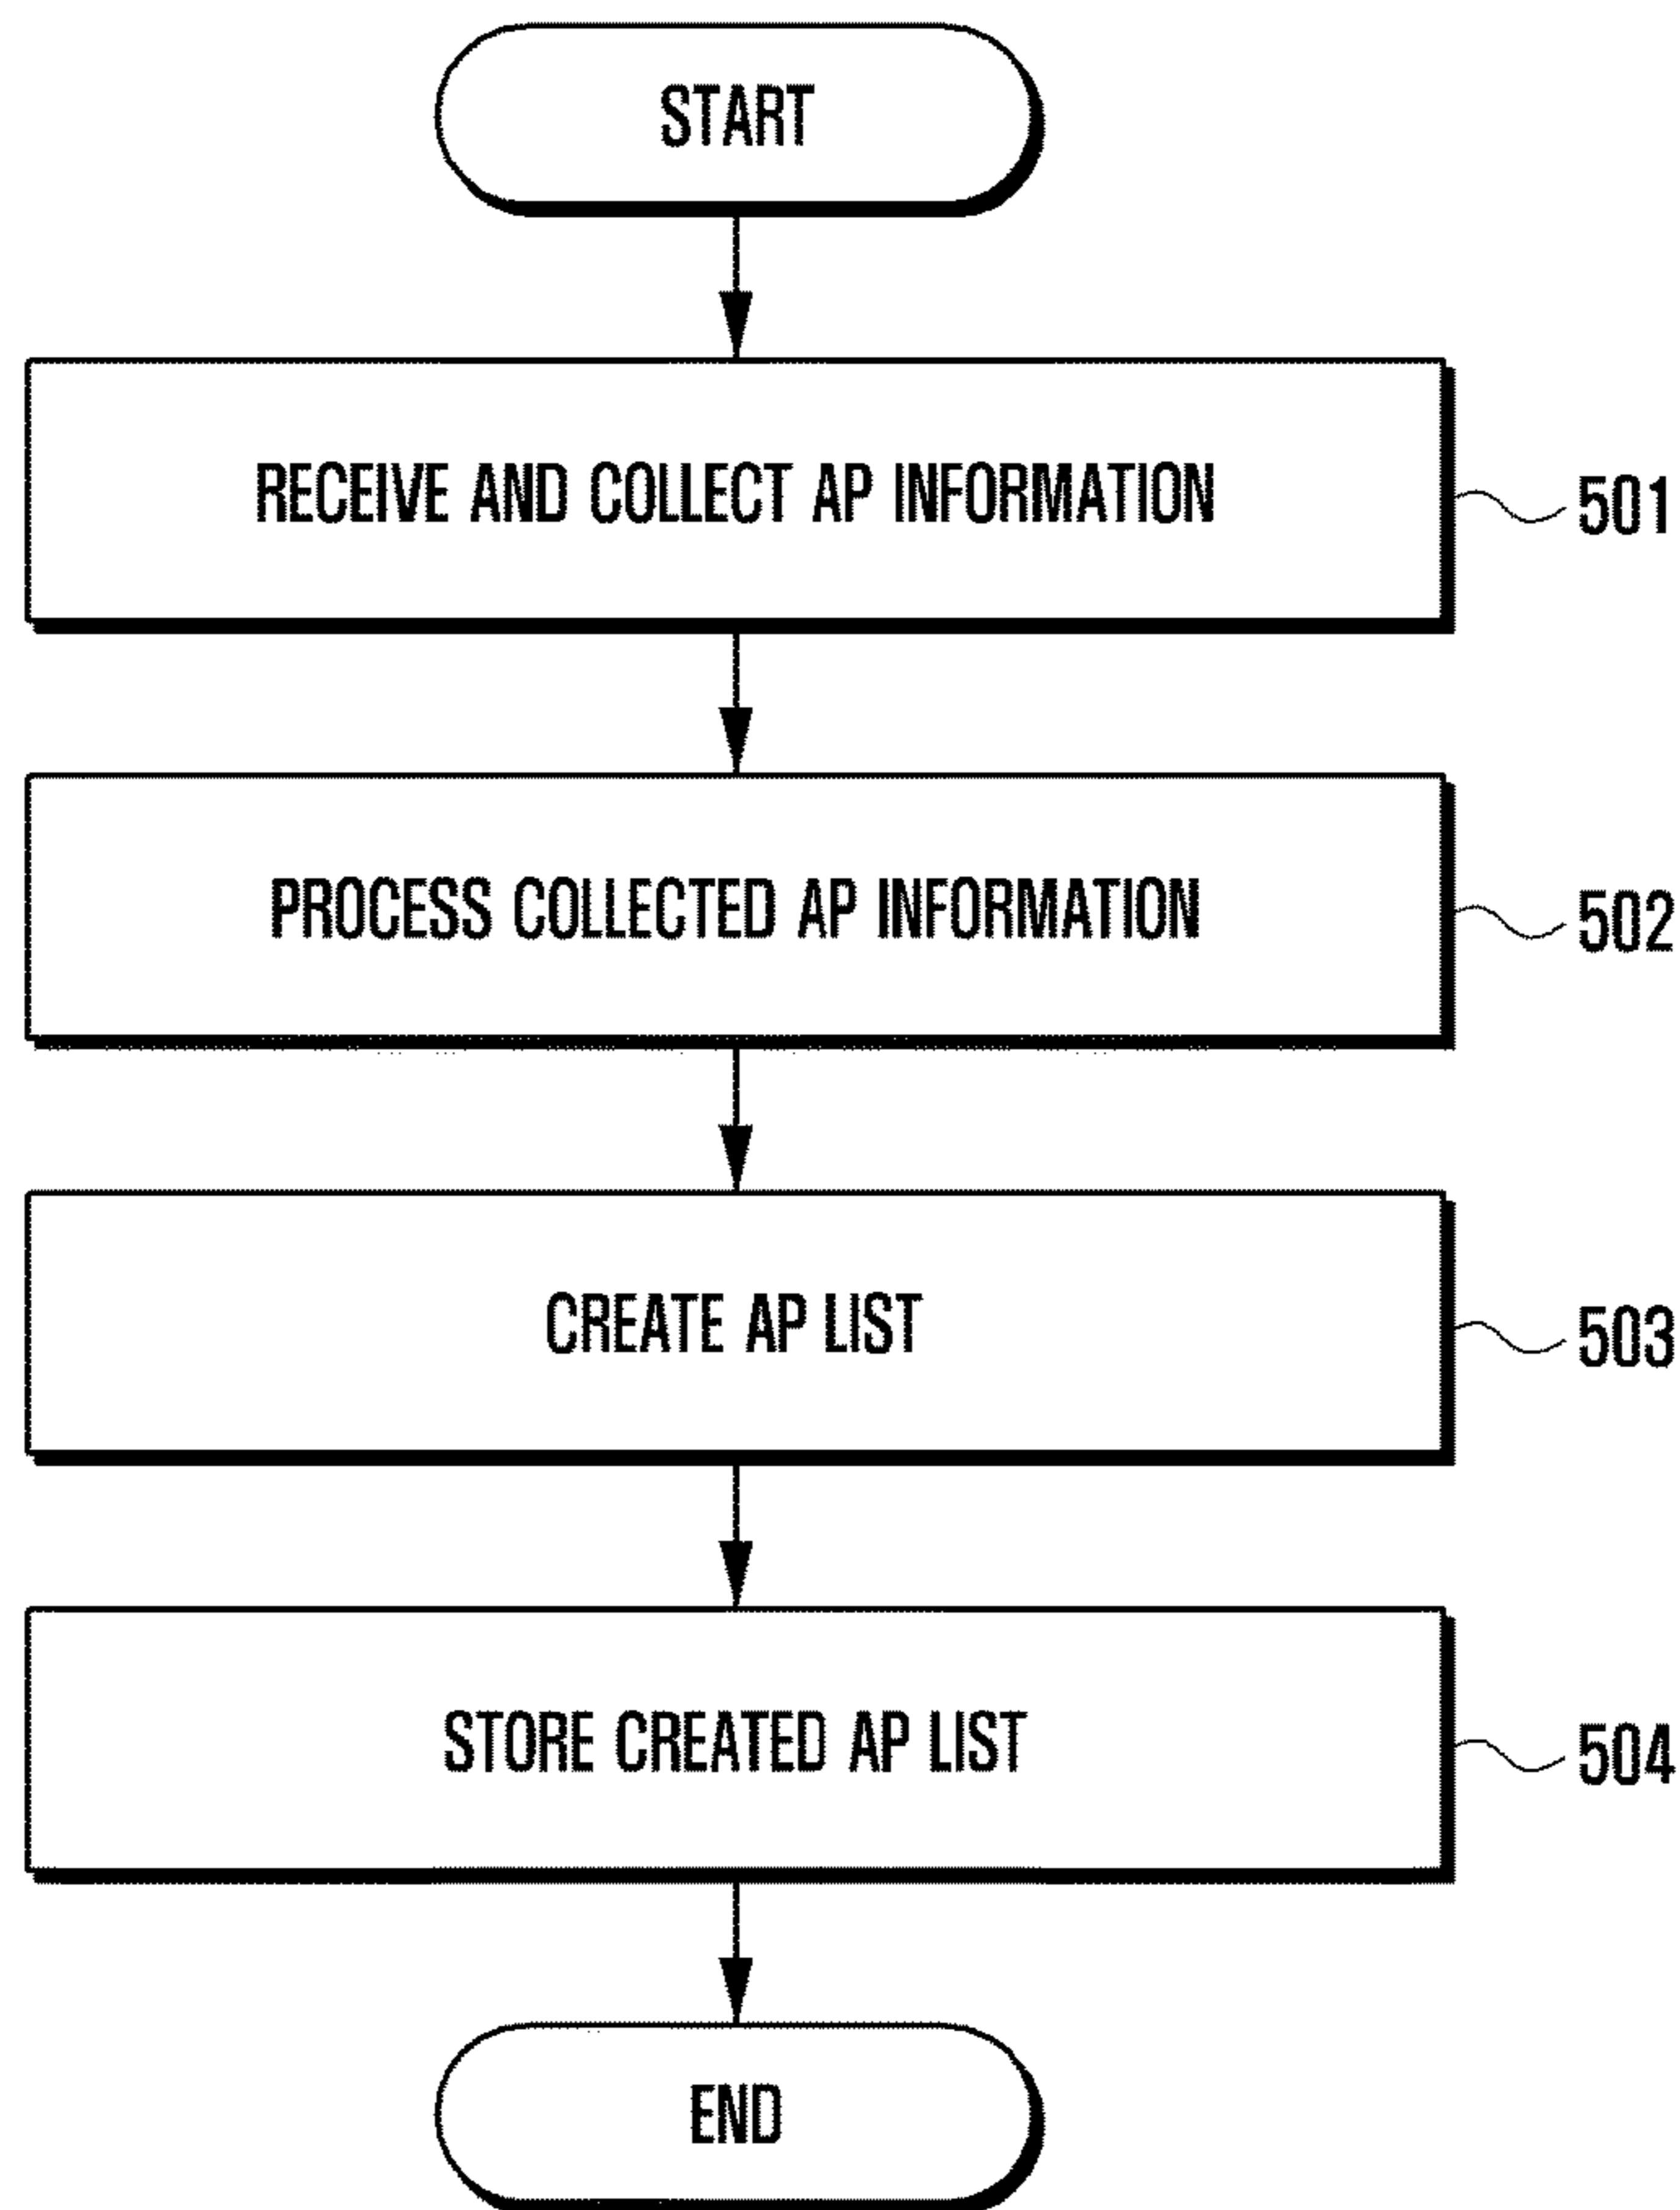 START
RECEIVE AND COLLECT AP INFORMATION
501
PROCESS COLLECTED AP INFORMATION
502
CREATE AP LIST
503
STORE CREATED AP LIST
504
END